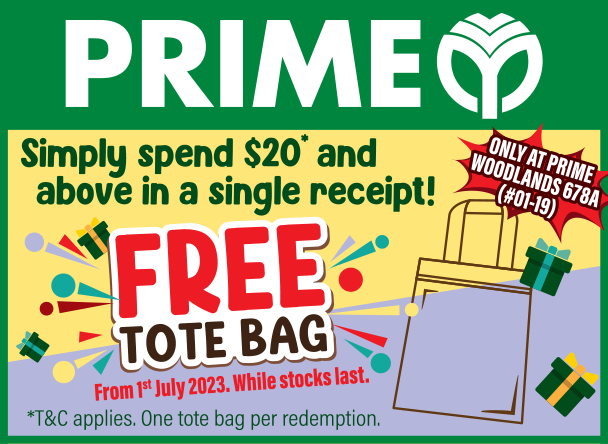 PRIME
Simply spend $20* and
above in a single receipt!
ONLY AT PRIME
WOODLANDS 678A
(#01-19)
FREE
TOTE BAG
From 1st July 2023. While stocks last.
*T&C applies. One tote bag per redemption.